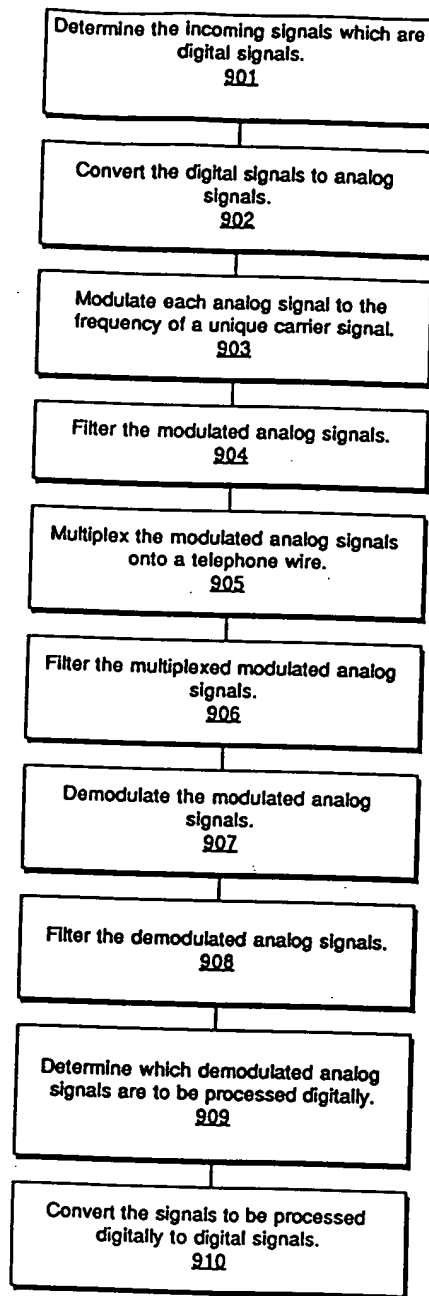 Determine the incoming signals which are
digital signals.
901
Convert the digital signals to analog
signals.
902
Modulate each analog signal to the
frequency of a unique carrier signal.
903
Filter the modulated analog signals.
904
Multiplex the modulated analog signals
onto a telephone wire.
905
Filter the multiplexed modulated analog
signals.
906
Demodulate the modulated analog
signals.
907
Filter the demodulated analog signals.
908
Determine which demodulated analog
signals are to be processed digitally.
909
Convert the signals to be processed
digitally to digital signals.
910